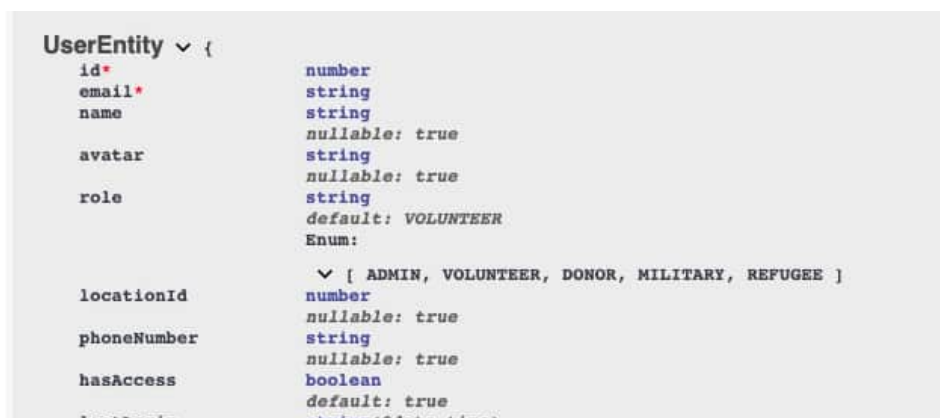 UserEntity {
id* number
email* string
name string
nullable: true
avatar string
nullable: true
role string
default: VOLUNTEER
Enum:
[ ADMIN, VOLUNTEER, DONOR, MILITARY, REFUGEE ]
locationId number
nullable: true
phoneNumber string
nullable: true
hasAccess boolean
default: true